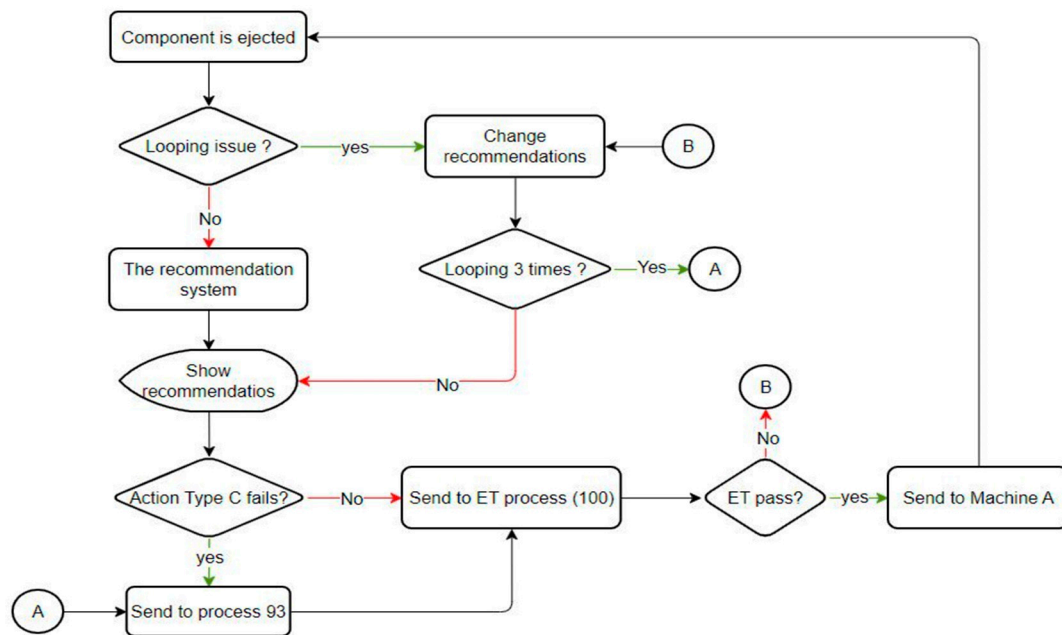 Component is ejected
Looping issue ?
yes
Change
recommendations
B
No
The recommendation
system
Looping 3 times ?
Yes
A
Show
recommendatios
No
B
No
Action Type C fails?
No
Send to ET process (100)
ET pass?
yes
Send to Machine A
yes
A
Send to process 93